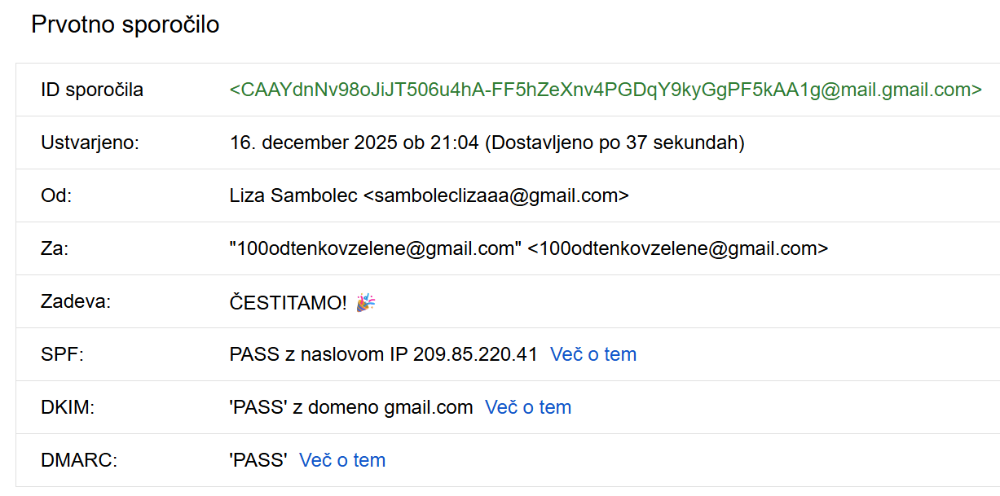 Prvotno sporočilo
ID sporočila <CAAYdnNv98oJiJT506u4hA-FF5hZeXnv4PGDqY9kyGgPF5kAA1g@mail.gmail.com>
Ustvarjeno: 16. december 2025 ob 21:04 (Dostavljeno po 37 sekundah)
Od: Liza Sambolec <samboleclizaaa@gmail.com>
Za: "100odtenkovzelene@gmail.com" <100odtenkovzelene@gmail.com>
Zadeva: ČESTITAMO! 🎉
SPF: PASS z naslovom IP 209.85.220.41 Več o tem
DKIM: 'PASS' z domeno gmail.com Več o tem
DMARC: 'PASS' Več o tem